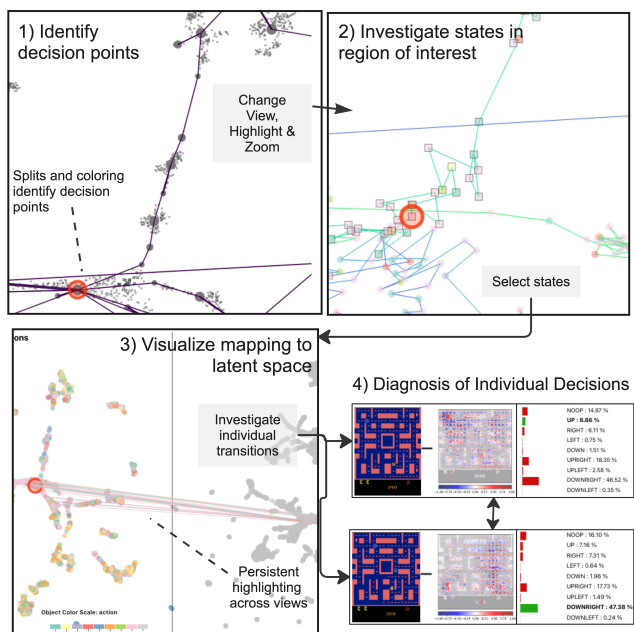 1) Identify
decision points
Change
View,
Highlight &
Zoom
Splits and coloring
identify decision
points
2) Investigate states in
region of interest
Select states
ons
3) Visualize mapping to
latent space
Investigate
individual
transitions
Persistent
highlighting
across views
Object Color Scale: action
4) Diagnosis of Individual Decisions
NOOP : 14.97 %
UP : 8.86 %
RIGHT : 6.11 %
LEFT : 0.75 %
DOWN : 1.51 %
UPRIGHT : 18.35 %
UPLEFT : 2.58 %
DOWNRIGHT : 46.52 %
DOWNLEFT : 0.35 %
NOOP : 16.10 %
UP : 7.16 %
RIGHT : 7.31 %
LEFT : 0.64 %
DOWN : 1.96 %
UPRIGHT : 17.73 %
UPLEFT : 1.49 %
DOWNRIGHT : 47.38 %
DOWNLEFT : 0.24 %